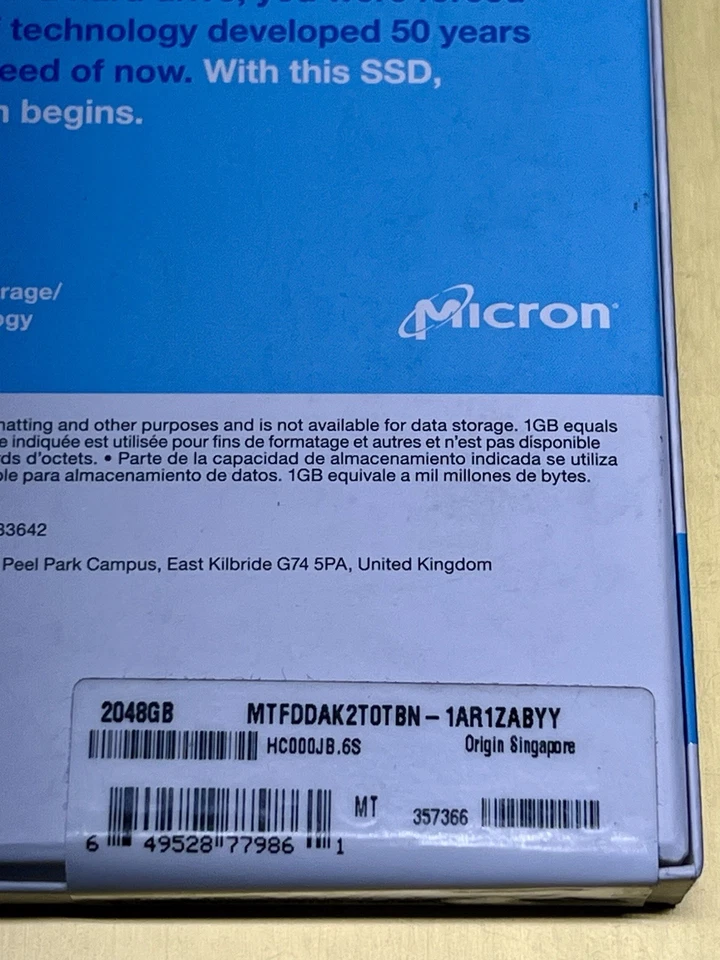 technology developed 50 years
eed of now. With this SSD,
begins.
rage/
ogy
Micron
natting and other purposes and is not available for data storage. 1GB equals
e indiquée est utilisée pour fins de formatage et autres et n'est pas disponible
rds d'octets. • Parte de la capacidad de almacenamiento indicada se utiliza
ble para almacenamiento de datos. 1GB equivale a mil millones de bytes.
33642
Peel Park Campus, East Kilbride G74 5PA, United Kingdom
2048GB MTFDDAK2T0TBN-1AR1ZABYY
HC000JB.6S Origin Singapore
MT 357366
6 49528 77986 1